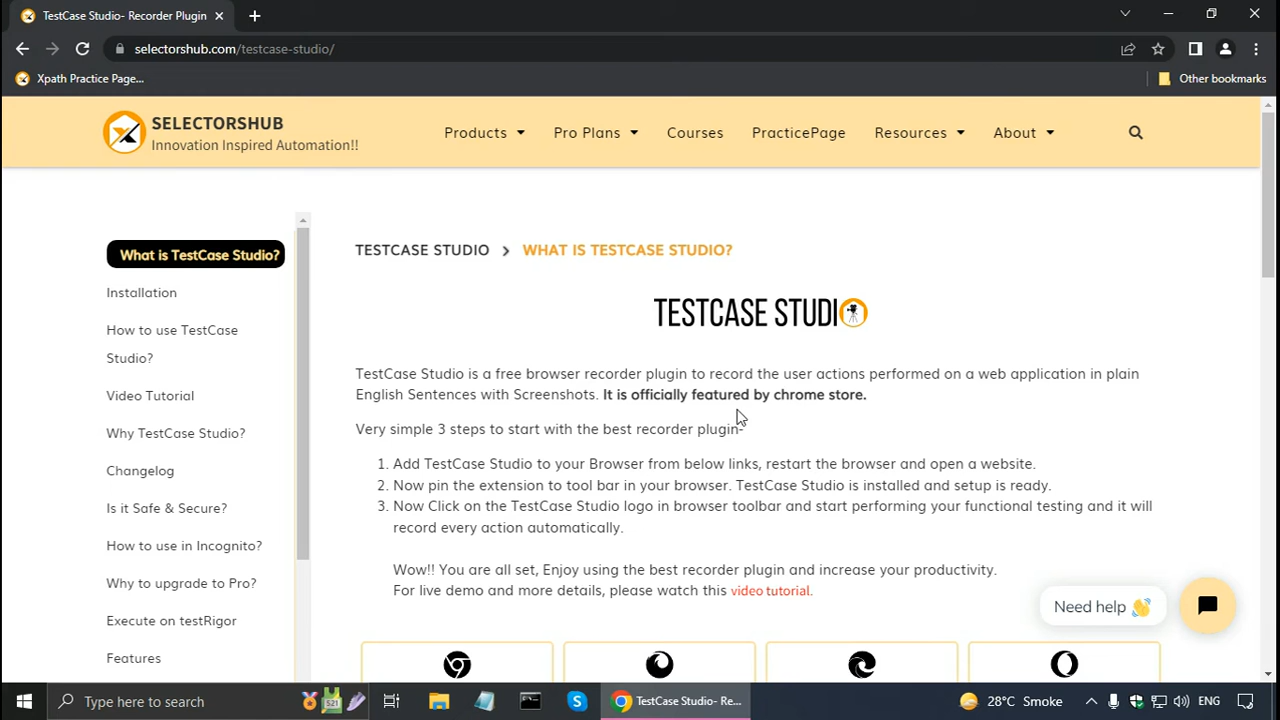 TestCase Studio- Recorder Plugin
selectorshub.com/testcase-studio/
Xpath Practice Page...
Other bookmarks
SELECTORSHUB
Innovation Inspired Automation!!
Products
Pro Plans
Courses
PracticePage
Resources
About
What is TestCase Studio?
Installation
How to use TestCase
Studio?
Video Tutorial
Why TestCase Studio?
Changelog
Is it Safe & Secure?
How to use in Incognito?
Why to upgrade to Pro?
Execute on testRigor
Features
TESTCASE STUDIO > WHAT IS TESTCASE STUDIO?
TESTCASE STUDIO
TestCase Studio is a free browser recorder plugin to record the user actions performed on a web application in plain
English Sentences with Screenshots. It is officially featured by chrome store.
Very simple 3 steps to start with the best recorder plugin-
1. Add TestCase Studio to your Browser from below links, restart the browser and open a website.
2. Now pin the extension to tool bar in your browser. TestCase Studio is installed and setup is ready.
3. Now Click on the TestCase Studio logo in browser toolbar and start performing your functional testing and it will
record every action automatically.
Wow!! You are all set, Enjoy using the best recorder plugin and increase your productivity.
For live demo and more details, please watch this video tutorial.
Need help 👋
Type here to search
TestCase Studio- Re...
28°C Smoke
ENG